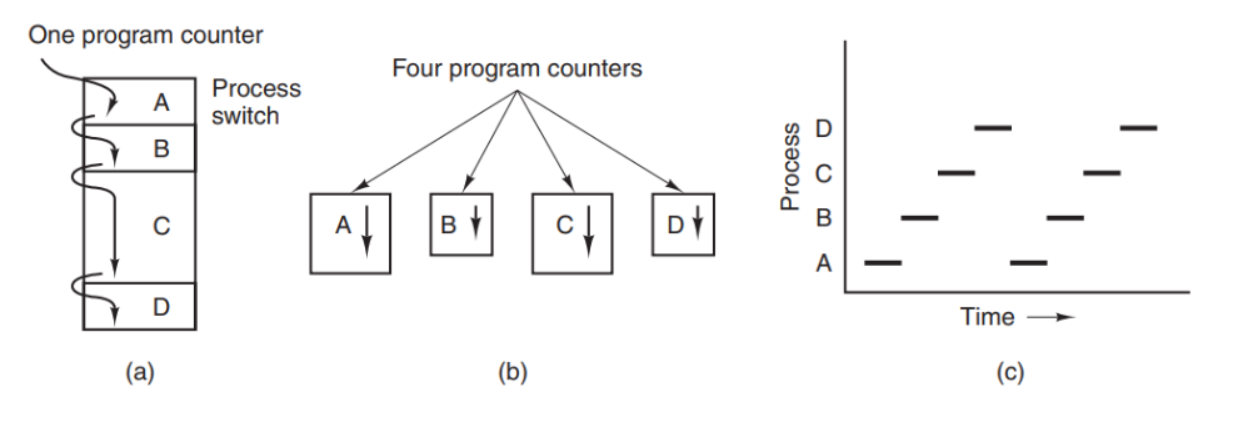 One program counter
A
B
C
D
Process
switch
(a)
Four program counters
A
B
C
D
(b)
Process
D
C
B
A
Time
(c)